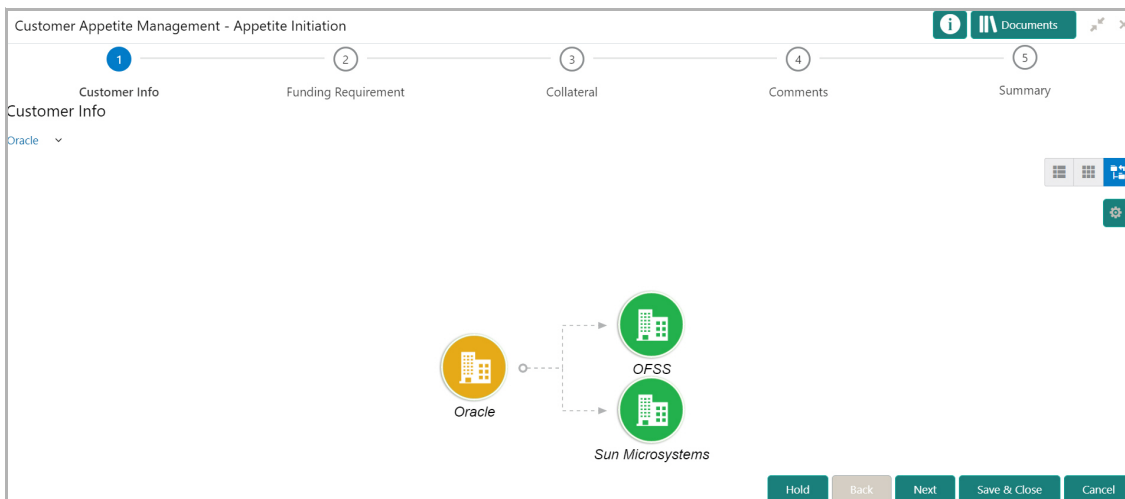 Customer Appetite Management - Appetite Initiation
i Documents
1 2 3 4 5
Customer Info Funding Requirement Collateral Comments Summary
Customer Info
Oracle
OFSS
Oracle
Sun Microsystems
Hold Back Next Save & Close Cancel